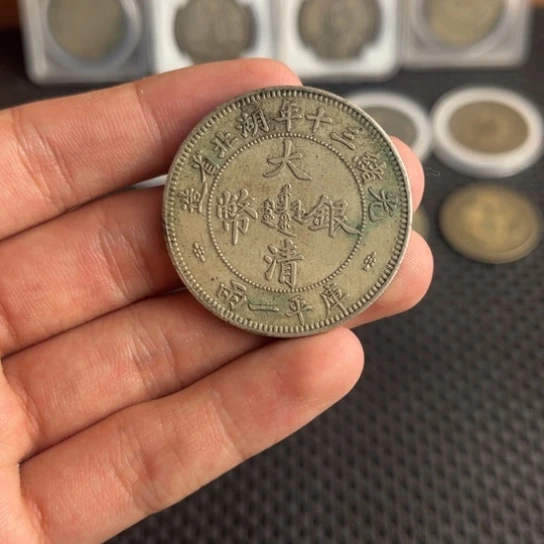 光緒三十年湖北省造
大清銀幣
庫平一兩